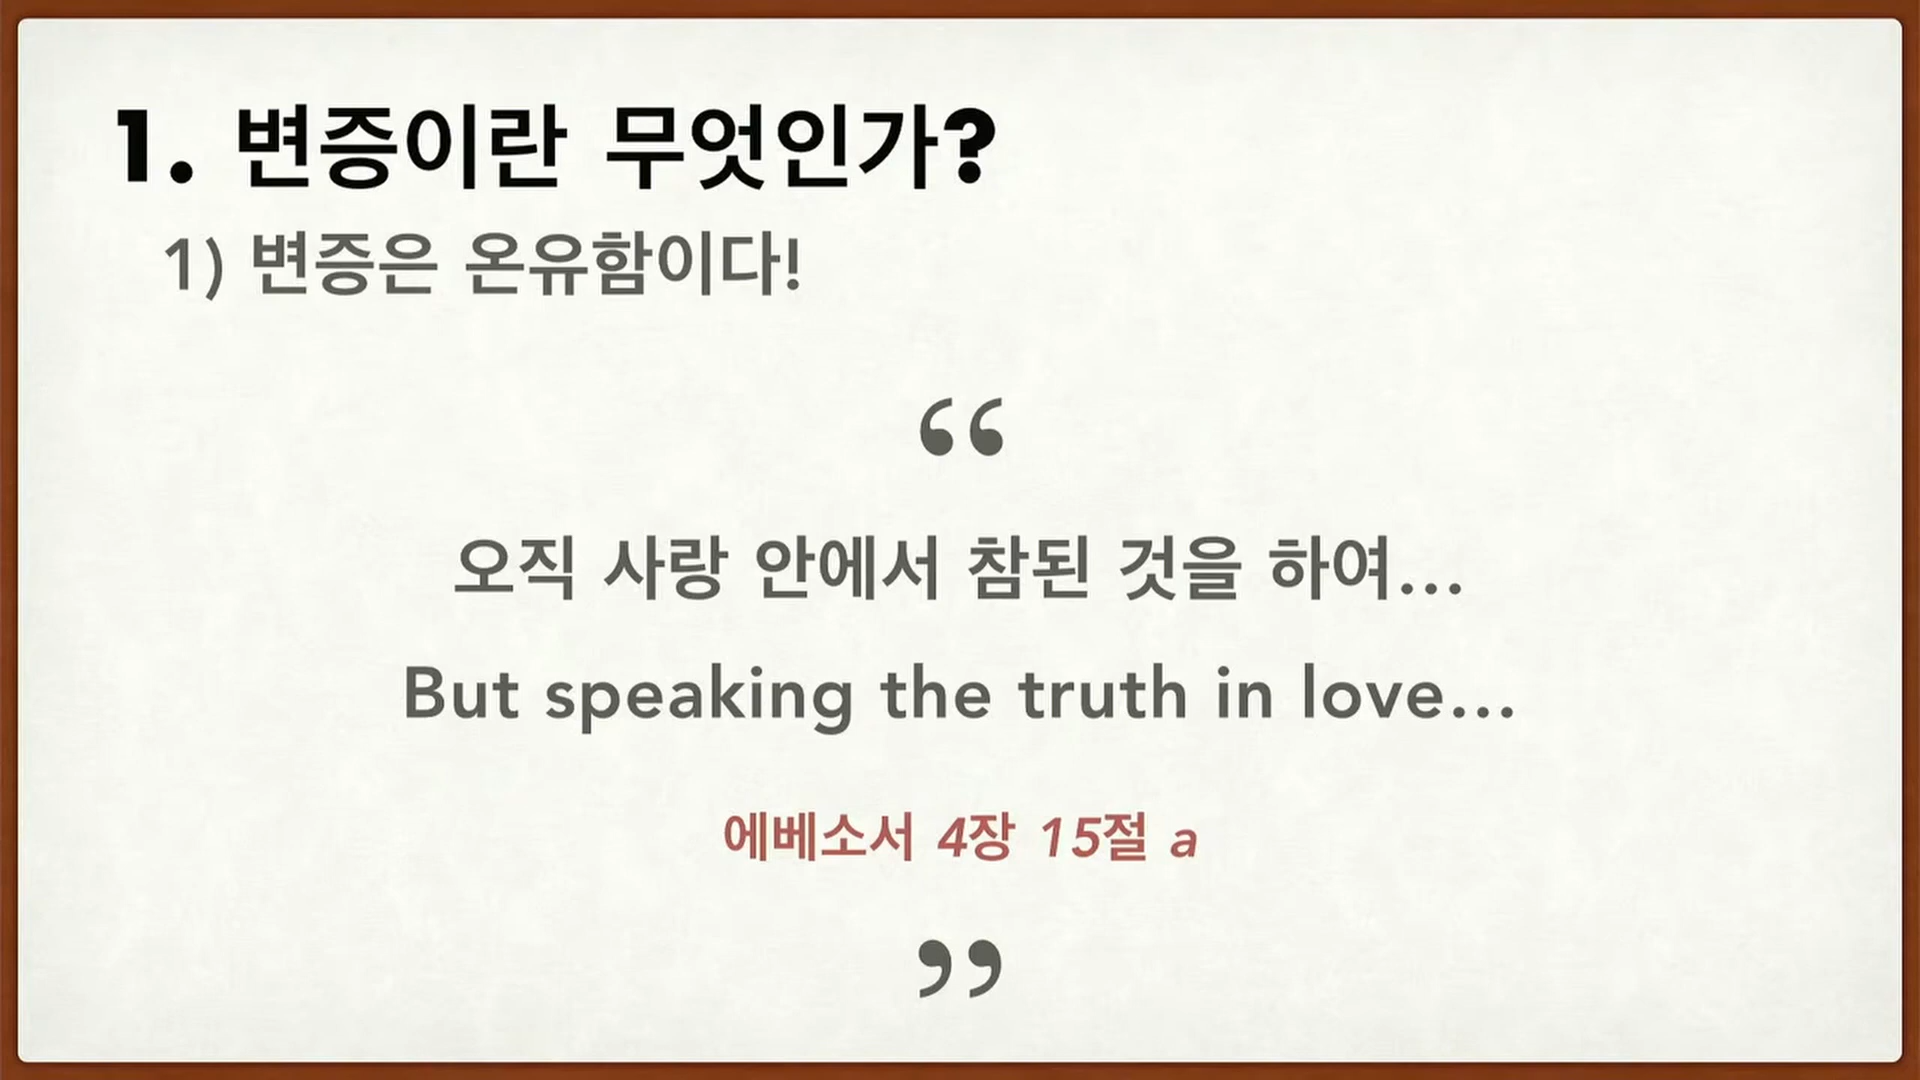 1. 변증이란 무엇인가?
1) 변증은 온유함이다!
“
오직 사랑 안에서 참된 것을 하여...
But speaking the truth in love...
에베소서 4장 15절 a
”